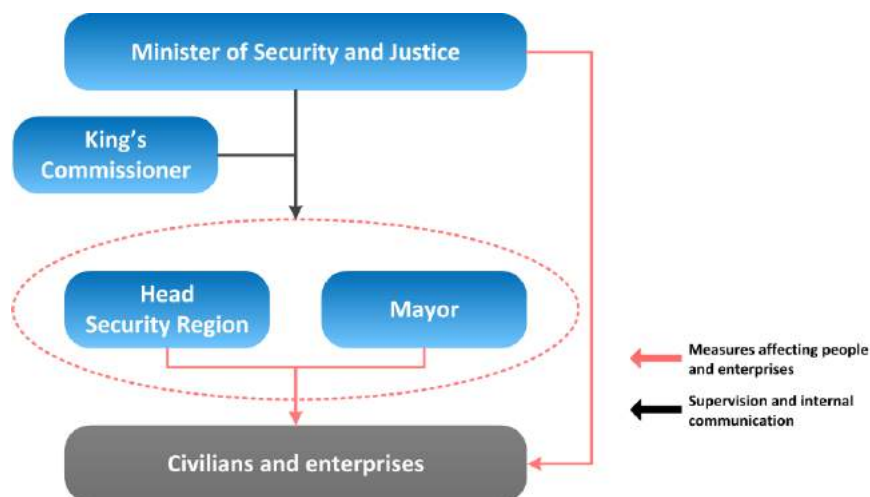 Minister of Security and Justice
King's
Commissioner
Head
Security Region
Mayor
Measures affecting people
and enterprises
Supervision and internal
communication
Civilians and enterprises